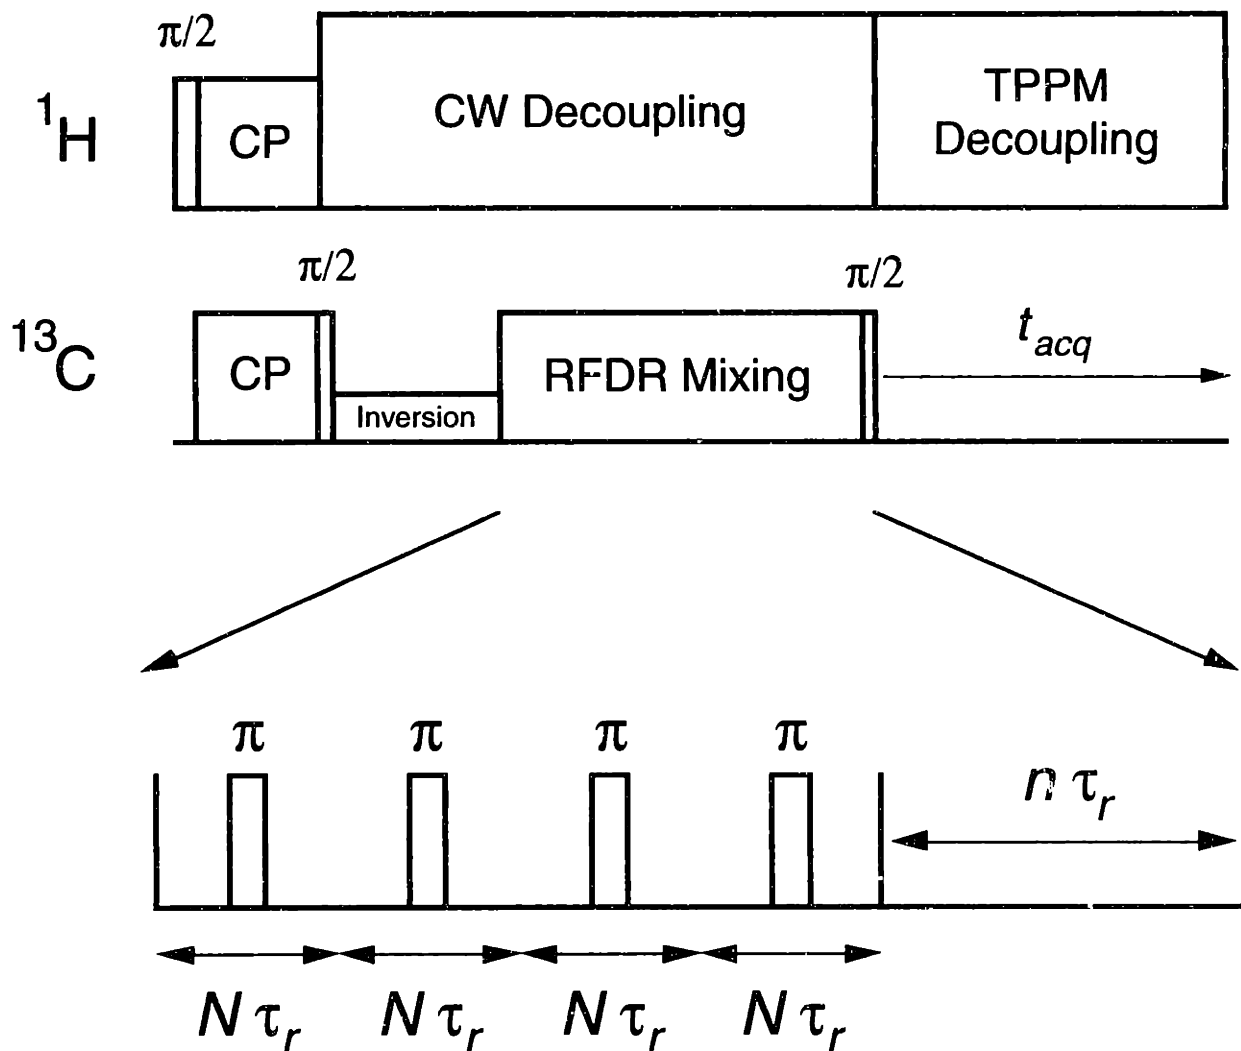 π/2
¹H
CP
CW Decoupling
TPPM
Decoupling
π/2
π/2
¹³C
CP
Inversion
RFDR Mixing
t_acq
π
π
π
π
n τ_r
N τ_r
N τ_r
N τ_r
N τ_r